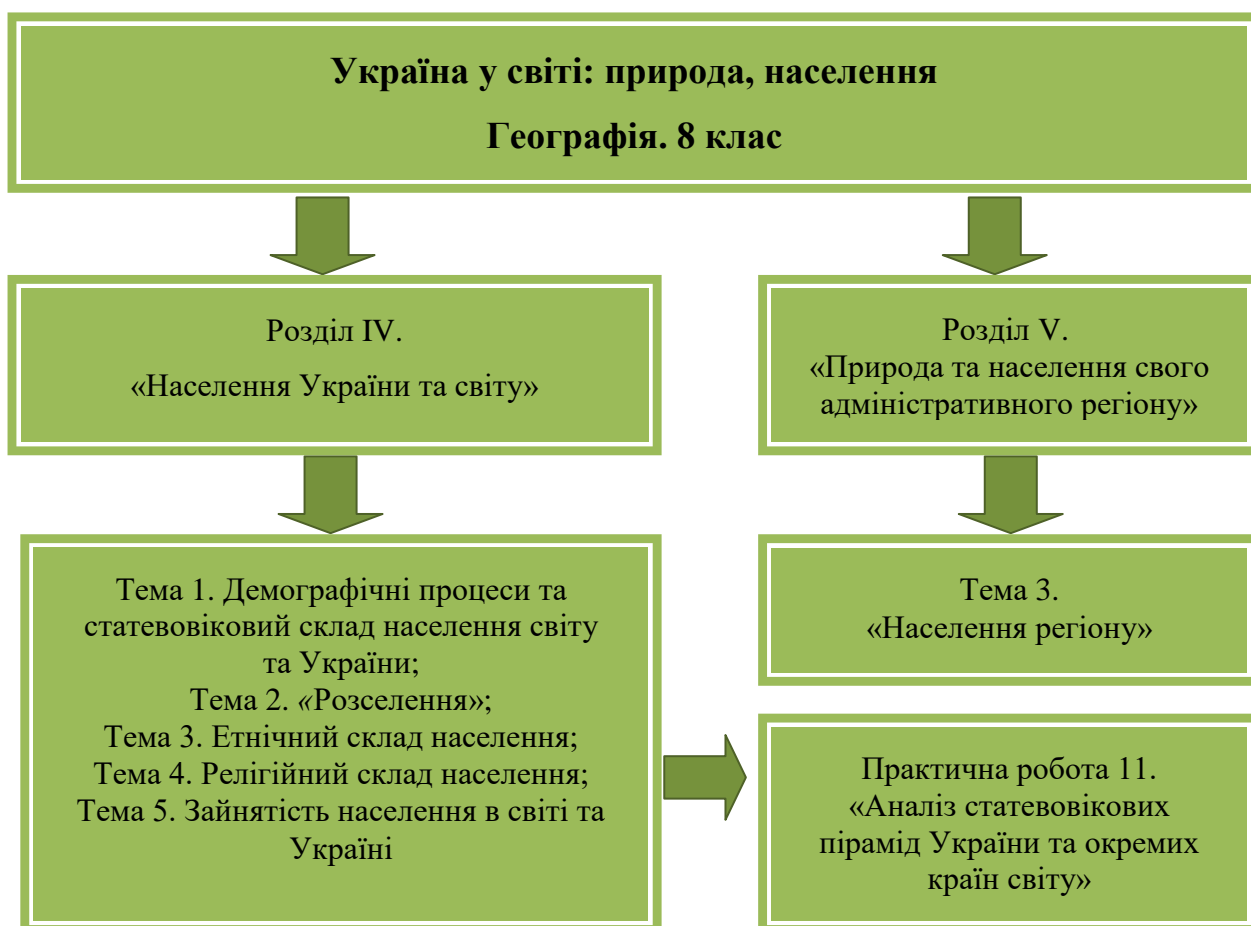 Україна у світі: природа, населення
Географія. 8 клас
Розділ IV.
«Населення України та світу»
Розділ V.
«Природа та населення свого
адміністративного регіону»
Тема 1. Демографічні процеси та
статевовіковий склад населення світу
та України;
Тема 2. «Розселення»;
Тема 3. Етнічний склад населення;
Тема 4. Релігійний склад населення;
Тема 5. Зайнятість населення в світі та
Україні
Тема 3.
«Населення регіону»
Практична робота 11.
«Аналіз статевовікових
пірамід України та окремих
країн світу»